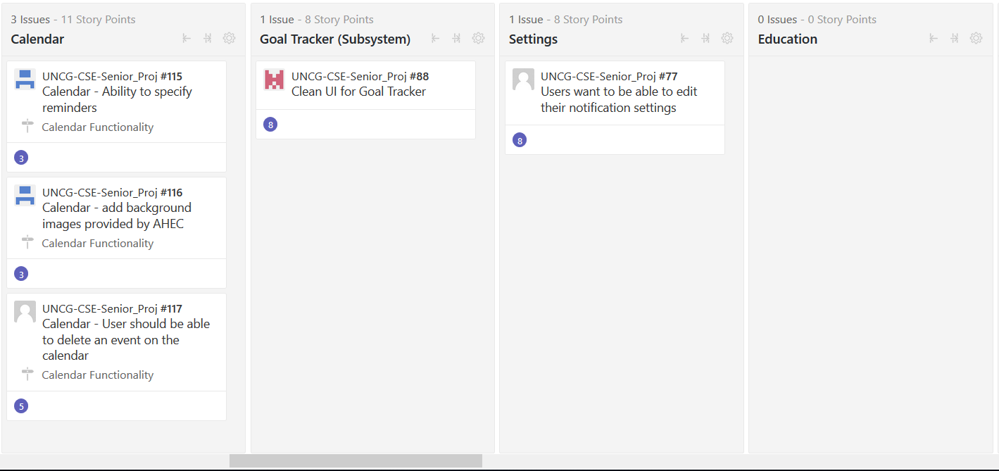 3 Issues - 11 Story Points
Calendar
UNCG-CSE-Senior_Proj #115
Calendar - Ability to specify
reminders
Calendar Functionality
3
UNCG-CSE-Senior_Proj #116
Calendar - add background
images provided by AHEC
Calendar Functionality
3
UNCG-CSE-Senior_Proj #117
Calendar - User should be able
to delete an event on the
calendar
Calendar Functionality
5
1 Issue - 8 Story Points
Goal Tracker (Subsystem)
UNCG-CSE-Senior_Proj #88
Clean UI for Goal Tracker
8
1 Issue - 8 Story Points
Settings
UNCG-CSE-Senior_Proj #77
Users want to be able to edit
their notification settings
8
0 Issues - 0 Story Points
Education